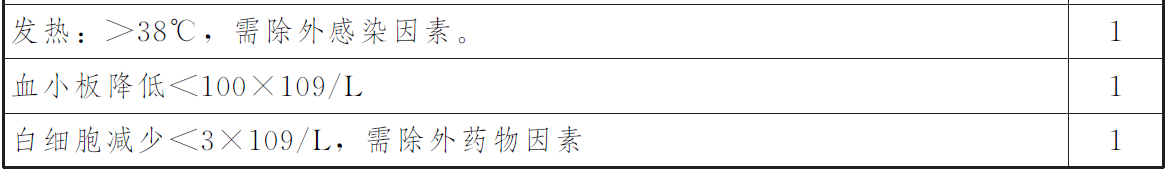 发热：＞38℃，需除外感染因素。 1
血小板降低＜100×109/L 1
白细胞减少＜3×109/L，需除外药物因素 1